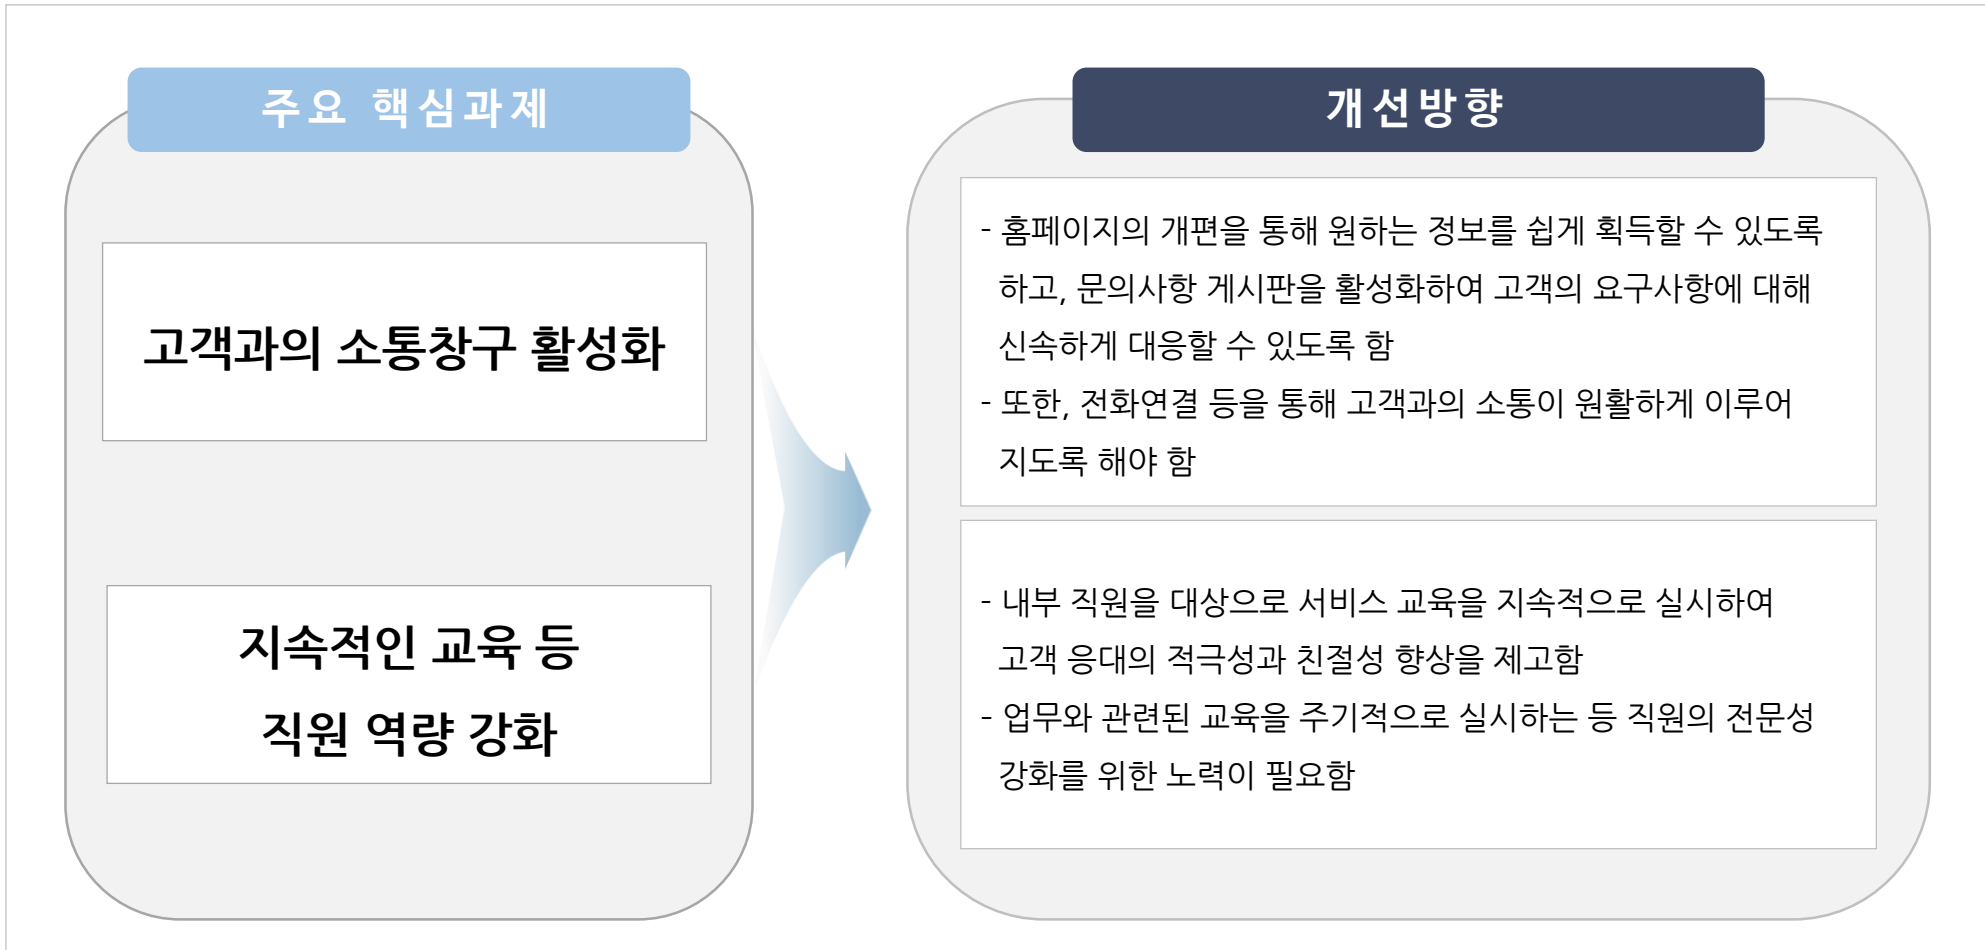 주요 핵심과제
고객과의 소통창구 활성화
지속적인 교육 등
직원 역량 강화
개선방향
- 홈페이지의 개편을 통해 원하는 정보를 쉽게 획득할 수 있도록
하고, 문의사항 게시판을 활성화하여 고객의 요구사항에 대해
신속하게 대응할 수 있도록 함
- 또한, 전화연결 등을 통해 고객과의 소통이 원활하게 이루어
지도록 해야 함
- 내부 직원을 대상으로 서비스 교육을 지속적으로 실시하여
고객 응대의 적극성과 친절성 향상을 제고함
- 업무와 관련된 교육을 주기적으로 실시하는 등 직원의 전문성
강화를 위한 노력이 필요함